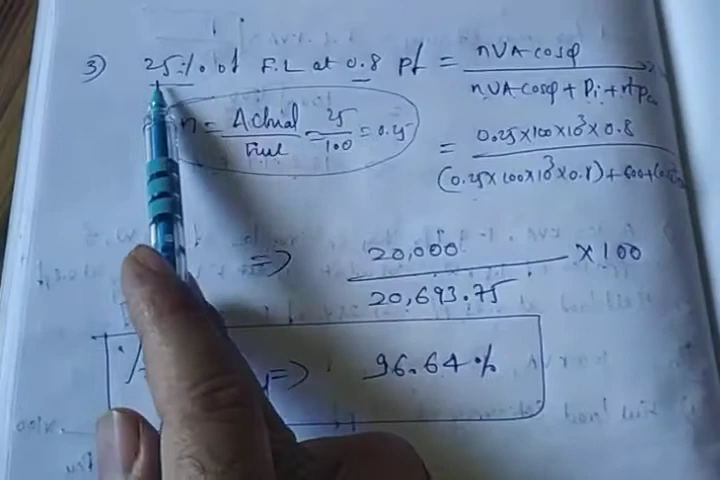 3) 25% of F.L at 0.8 Pf = nVA cosφ
nVA cosφ + Pi + n²Pcu
n = Actual / Full = 25 / 100 = 0.25
= 0.25 × 100 × 10³ × 0.8
(0.25 × 100 × 10³ × 0.8) + 600 + (0.25
=> 20,000 × 100
20,693.75
=> 96.64 %